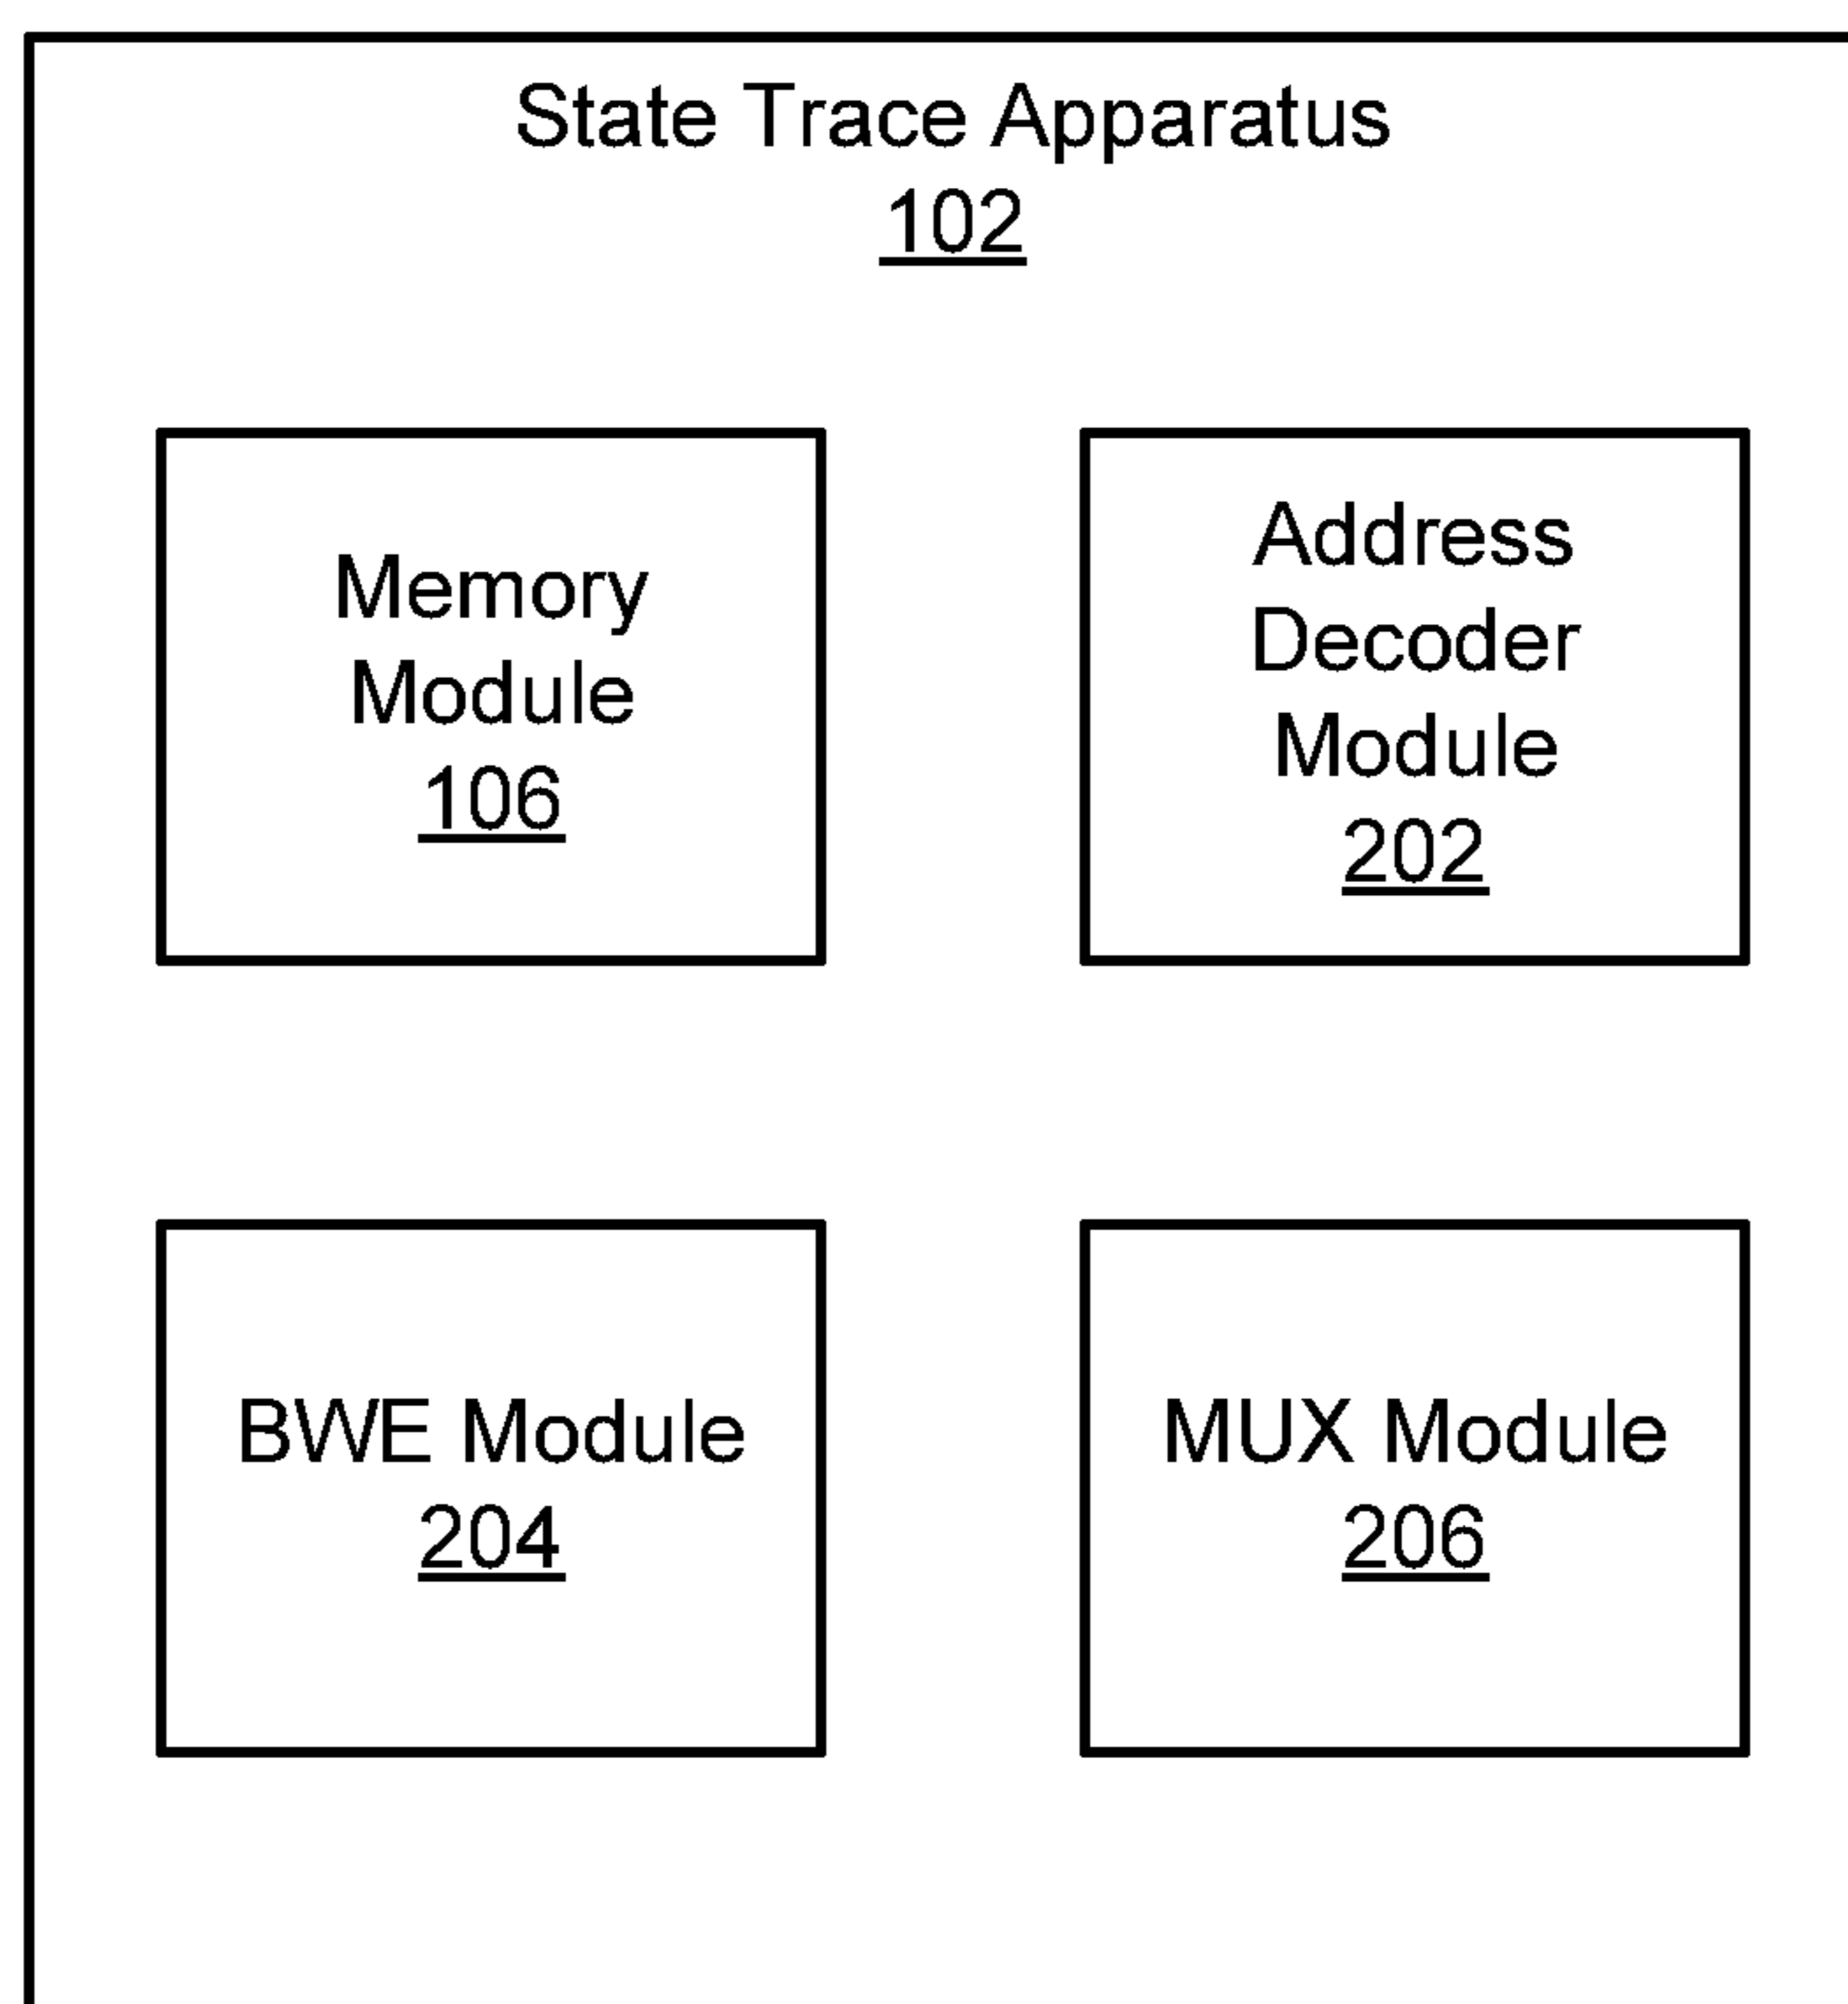 State Trace Apparatus
102
Memory
Module
106
Address
Decoder
Module
202
BWE Module
204
MUX Module
206